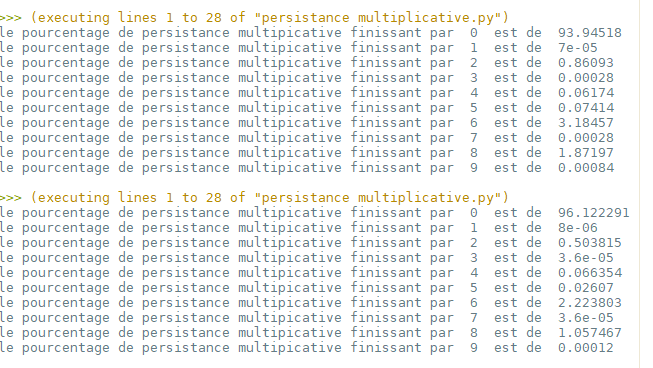 >>> (executing lines 1 to 28 of "persistance multiplicative.py")
le pourcentage de persistance multipicative finissant par  0  est de  93.94518
le pourcentage de persistance multipicative finissant par  1  est de  7e-05
le pourcentage de persistance multipicative finissant par  2  est de  0.86093
le pourcentage de persistance multipicative finissant par  3  est de  0.00028
le pourcentage de persistance multipicative finissant par  4  est de  0.06174
le pourcentage de persistance multipicative finissant par  5  est de  0.07414
le pourcentage de persistance multipicative finissant par  6  est de  3.18457
le pourcentage de persistance multipicative finissant par  7  est de  0.00028
le pourcentage de persistance multipicative finissant par  8  est de  1.87197
le pourcentage de persistance multipicative finissant par  9  est de  0.00084
>>> (executing lines 1 to 28 of "persistance multiplicative.py")
le pourcentage de persistance multipicative finissant par  0  est de  96.122291
le pourcentage de persistance multipicative finissant par  1  est de  8e-06
le pourcentage de persistance multipicative finissant par  2  est de  0.503815
le pourcentage de persistance multipicative finissant par  3  est de  3.6e-05
le pourcentage de persistance multipicative finissant par  4  est de  0.066354
le pourcentage de persistance multipicative finissant par  5  est de  0.02607
le pourcentage de persistance multipicative finissant par  6  est de  2.223803
le pourcentage de persistance multipicative finissant par  7  est de  3.6e-05
le pourcentage de persistance multipicative finissant par  8  est de  1.057467
le pourcentage de persistance multipicative finissant par  9  est de  0.00012